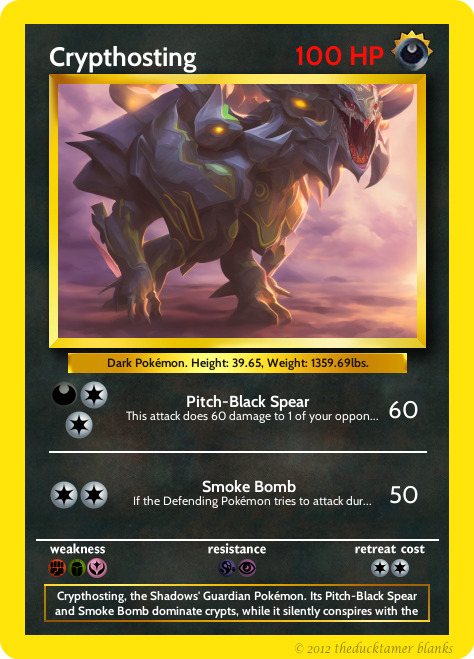 Crypthosting
100 HP
Dark Pokémon. Height: 39.65, Weight: 1359.69lbs.
Pitch-Black Spear
This attack does 60 damage to 1 of your oppon...
60
Smoke Bomb
If the Defending Pokémon tries to attack dur...
50
weakness
resistance
retreat cost
Crypthosting, the Shadows' Guardian Pokémon. Its Pitch-Black Spear
and Smoke Bomb dominate crypts, while it silently conspires with the
© 2012 theducktamer blanks